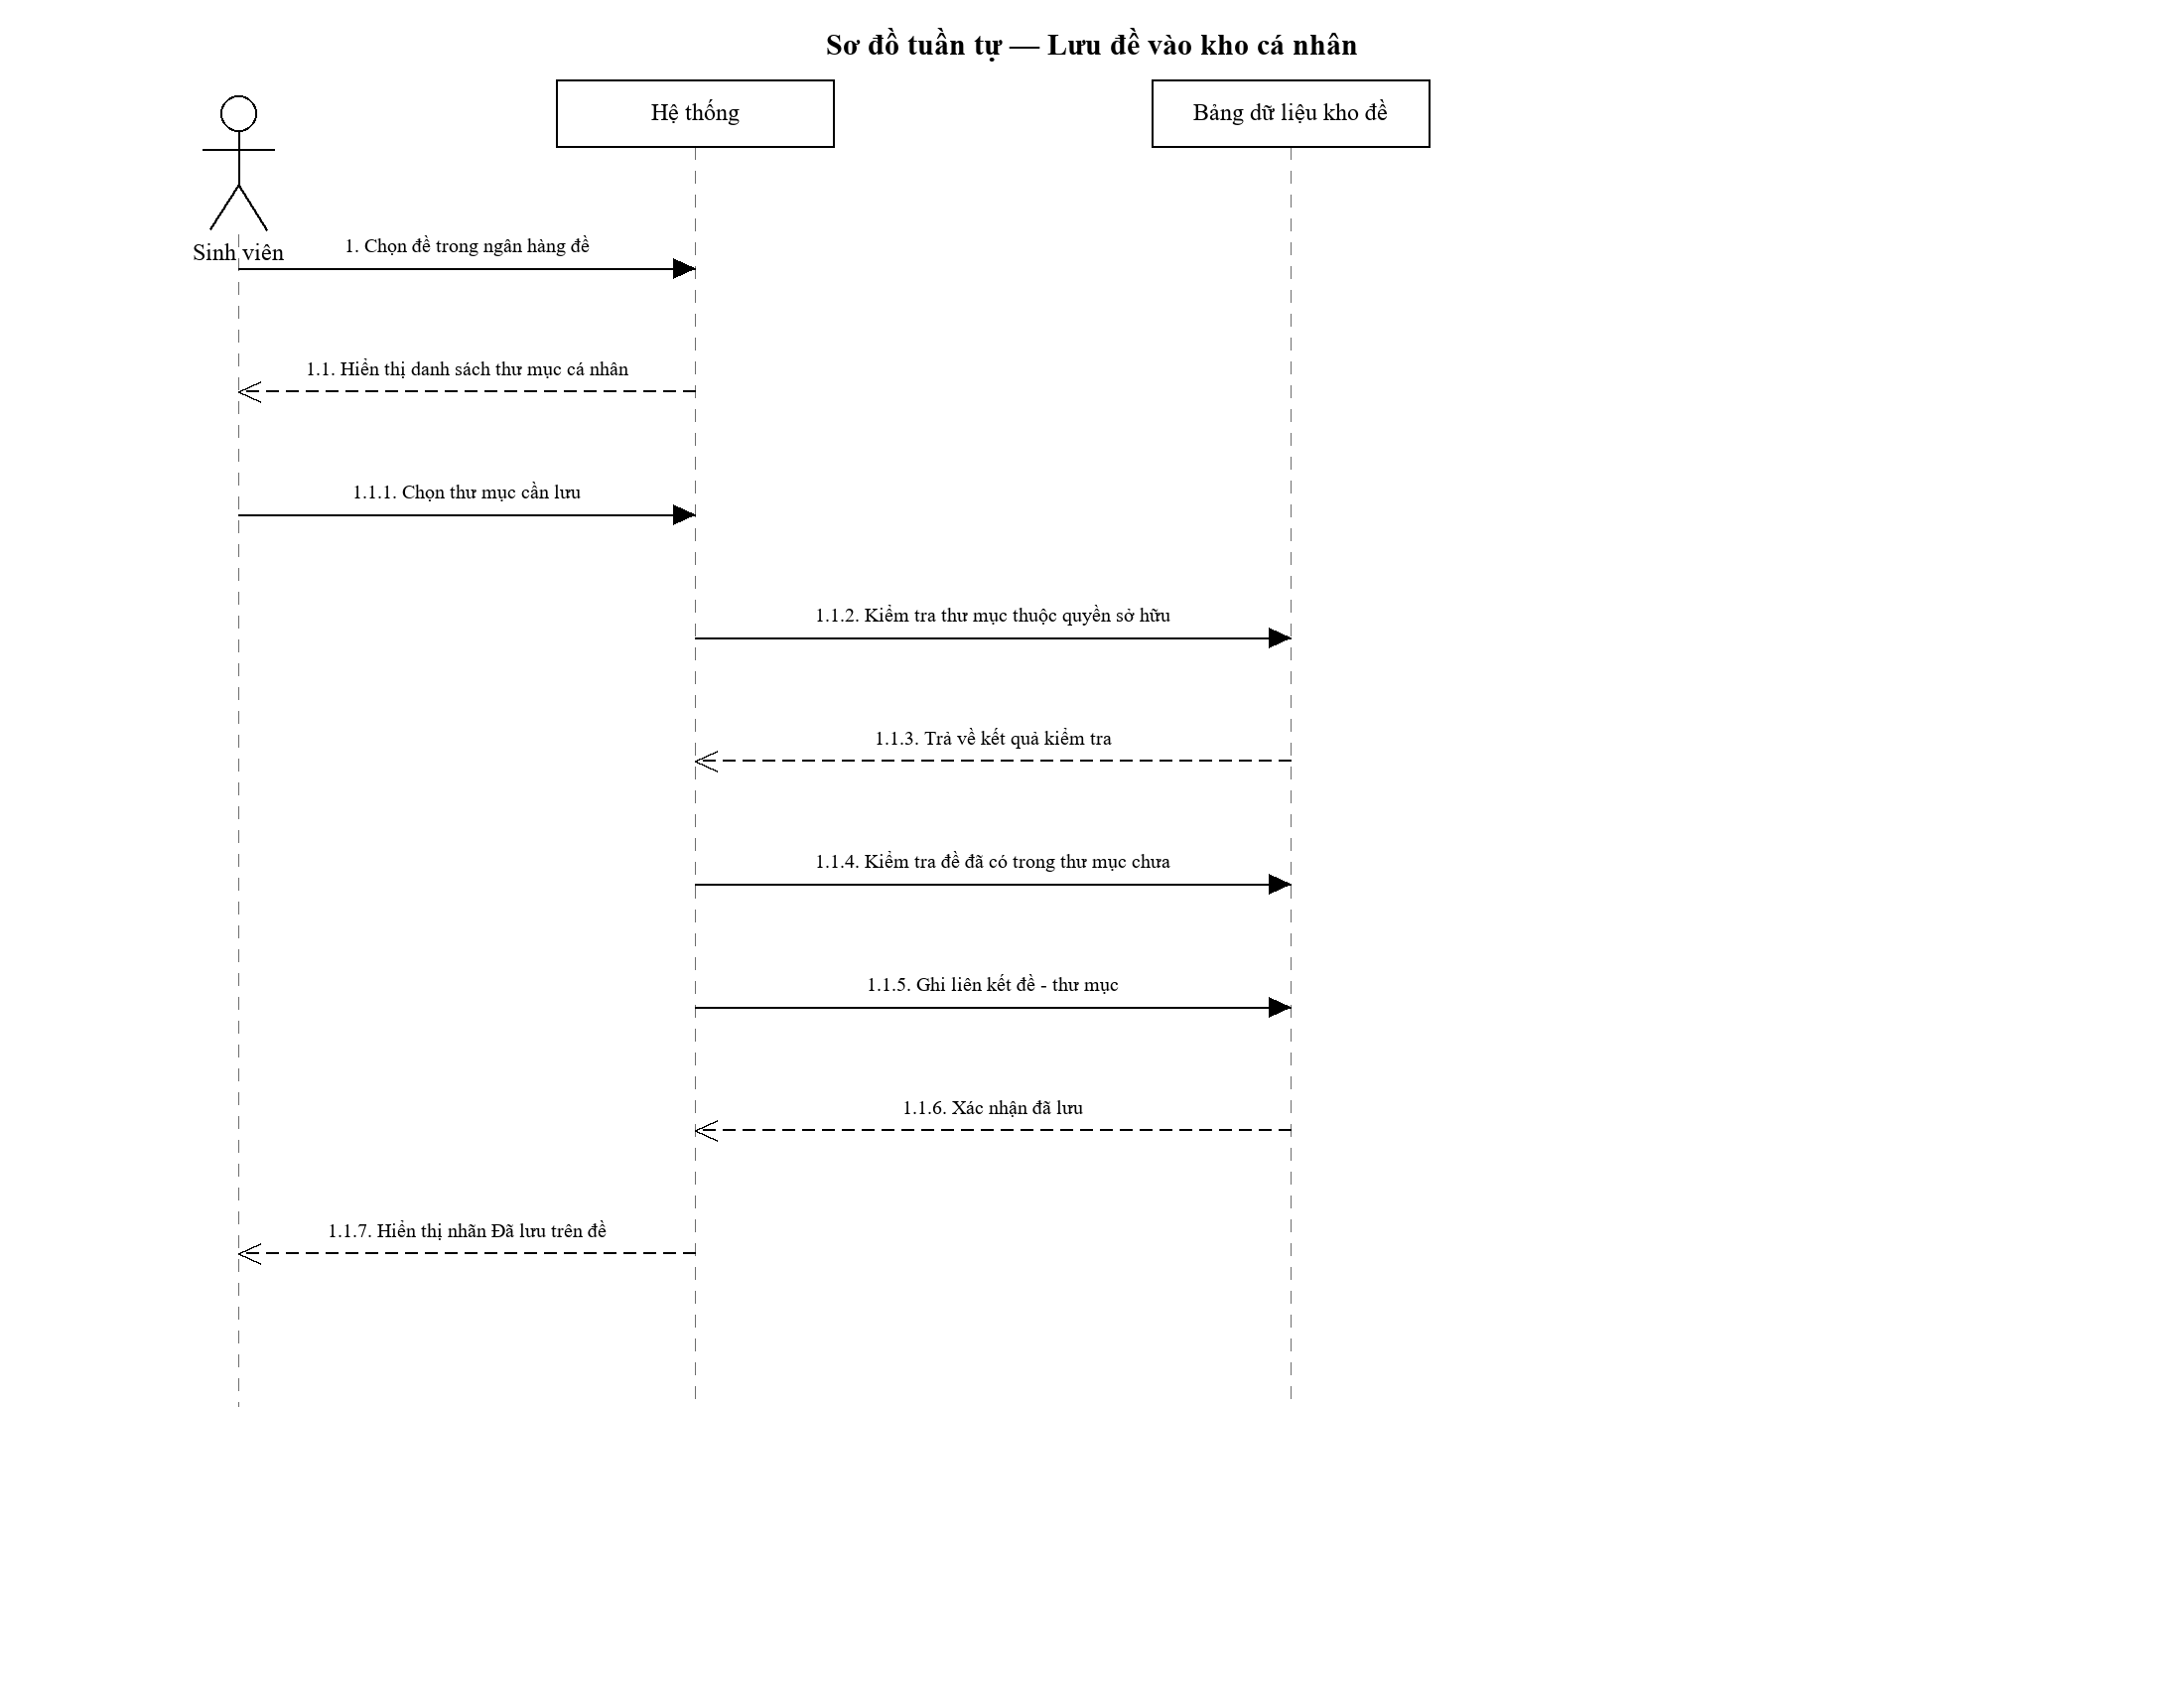 Sơ đồ tuần tự — Lưu đề vào kho cá nhân
Hệ thống
Bảng dữ liệu kho đề
Sinh viên
1. Chọn đề trong ngân hàng đề
1.1. Hiển thị danh sách thư mục cá nhân
1.1.1. Chọn thư mục cần lưu
1.1.2. Kiểm tra thư mục thuộc quyền sở hữu
1.1.3. Trả về kết quả kiểm tra
1.1.4. Kiểm tra đề đã có trong thư mục chưa
1.1.5. Ghi liên kết đề - thư mục
1.1.6. Xác nhận đã lưu
1.1.7. Hiển thị nhãn Đã lưu trên đề